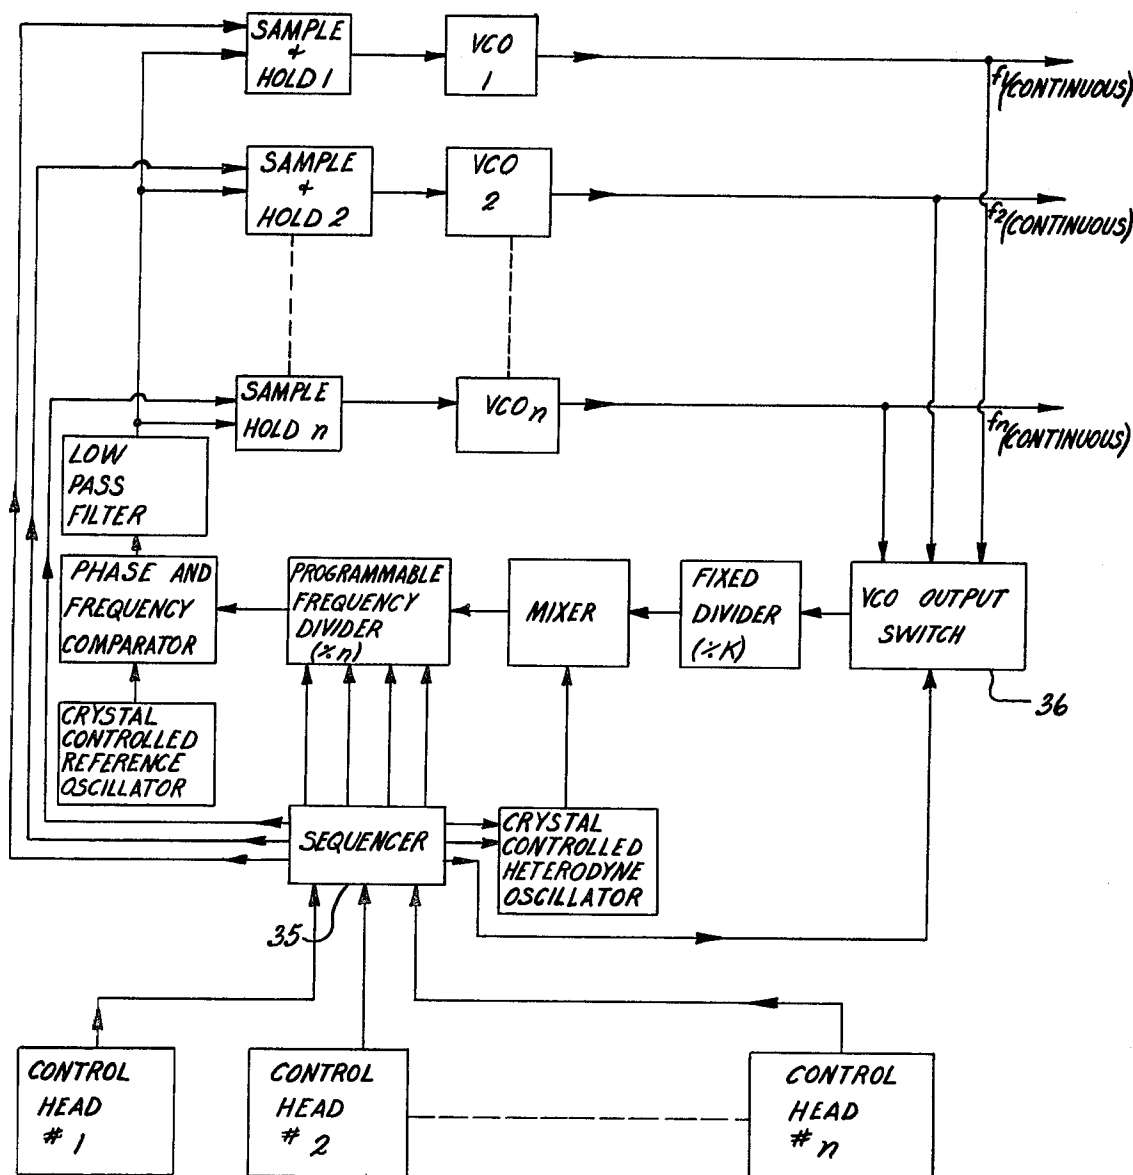 SAMPLE
&
HOLD 1
VCO
1
f1 (CONTINUOUS)
SAMPLE
&
HOLD 2
VCO
2
f2 (CONTINUOUS)
SAMPLE
HOLD n
VCOn
fn (CONTINUOUS)
LOW
PASS
FILTER
PHASE AND
FREQUENCY
COMPARATOR
PROGRAMMABLE
FREQUENCY
DIVIDER
(÷n)
MIXER
FIXED
DIVIDER
(÷K)
VCO OUTPUT
SWITCH
36
CRYSTAL
CONTROLLED
REFERENCE
OSCILLATOR
SEQUENCER
35
CRYSTAL
CONTROLLED
HETERODYNE
OSCILLATOR
CONTROL
HEAD
# 1
CONTROL
HEAD
# 2
CONTROL
HEAD
# n